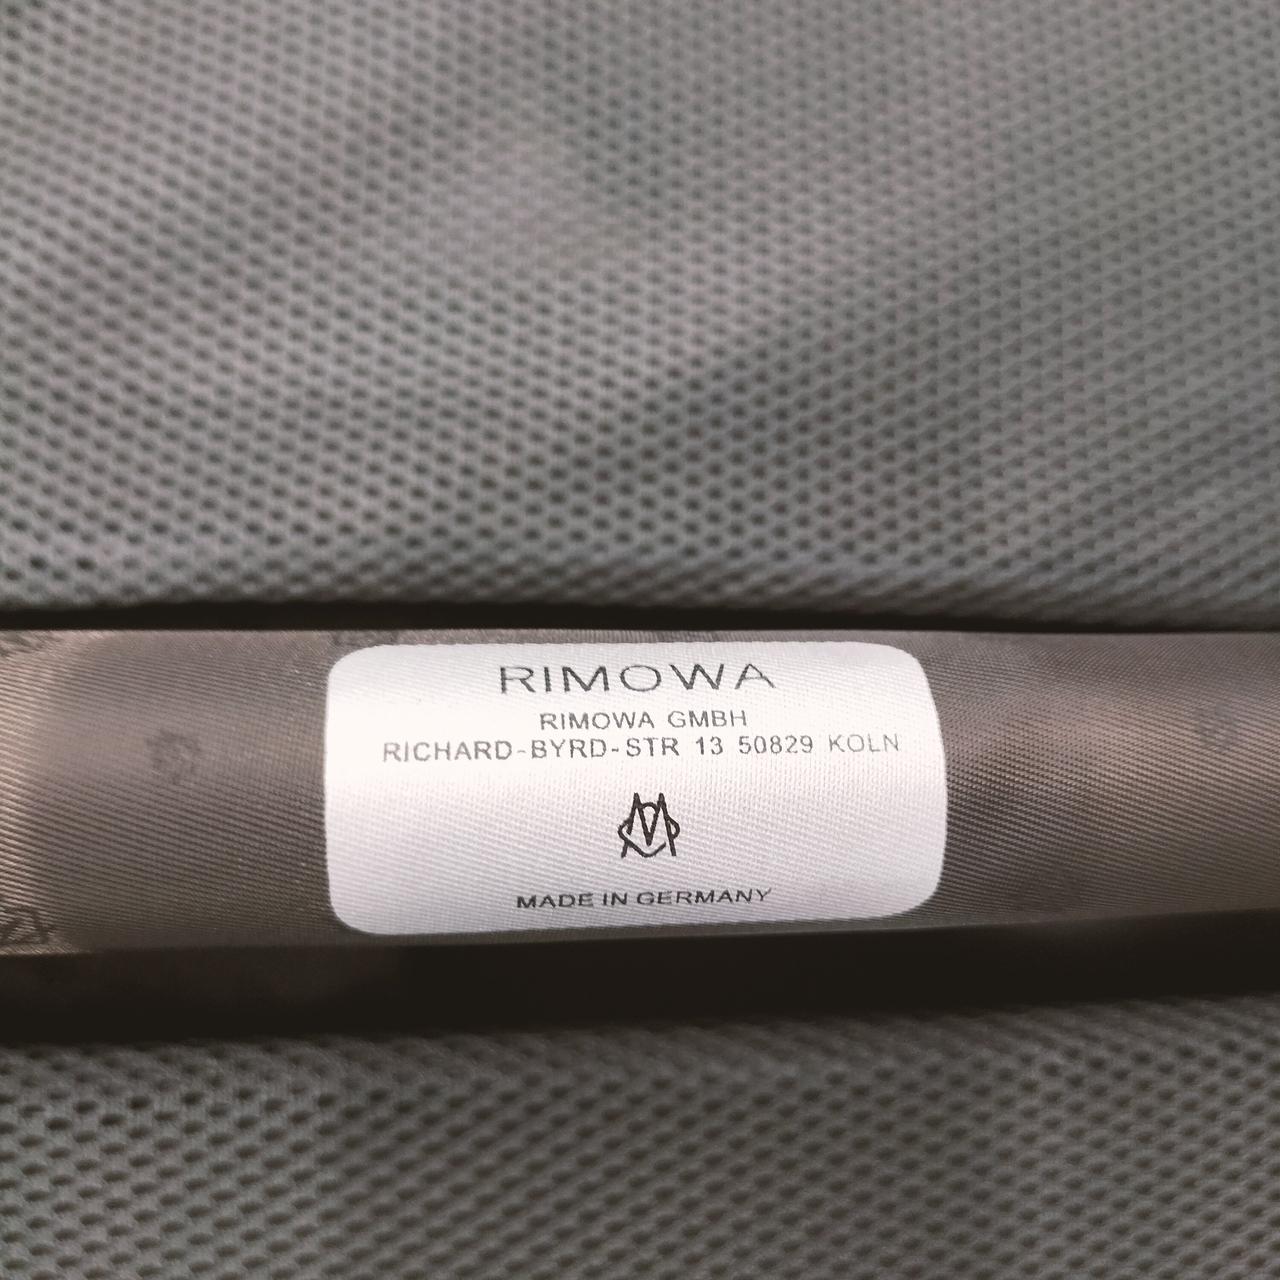 RIMOWA
RIMOWA GMBH
RICHARD-BYRD-STR 13 50829 KOLN
MADE IN GERMANY